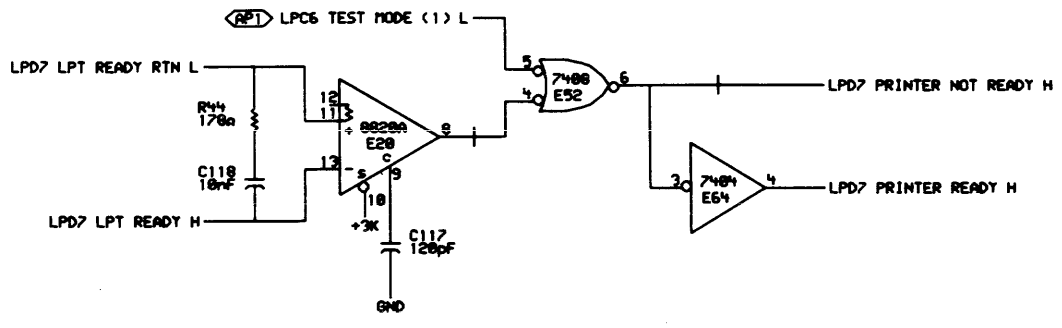 AP1 LPC6 TEST MODE (1) L
LPD7 LPT READY RTN L
5
7408
E52
6
4
LPD7 PRINTER NOT READY H
R44
170Ω
12
11
+
8820A
E20
C118
10mF
13
-
S
C
9
10
+3K
LPD7 LPT READY H
C117
120pF
GND
3
7404
E64
4
LPD7 PRINTER READY H